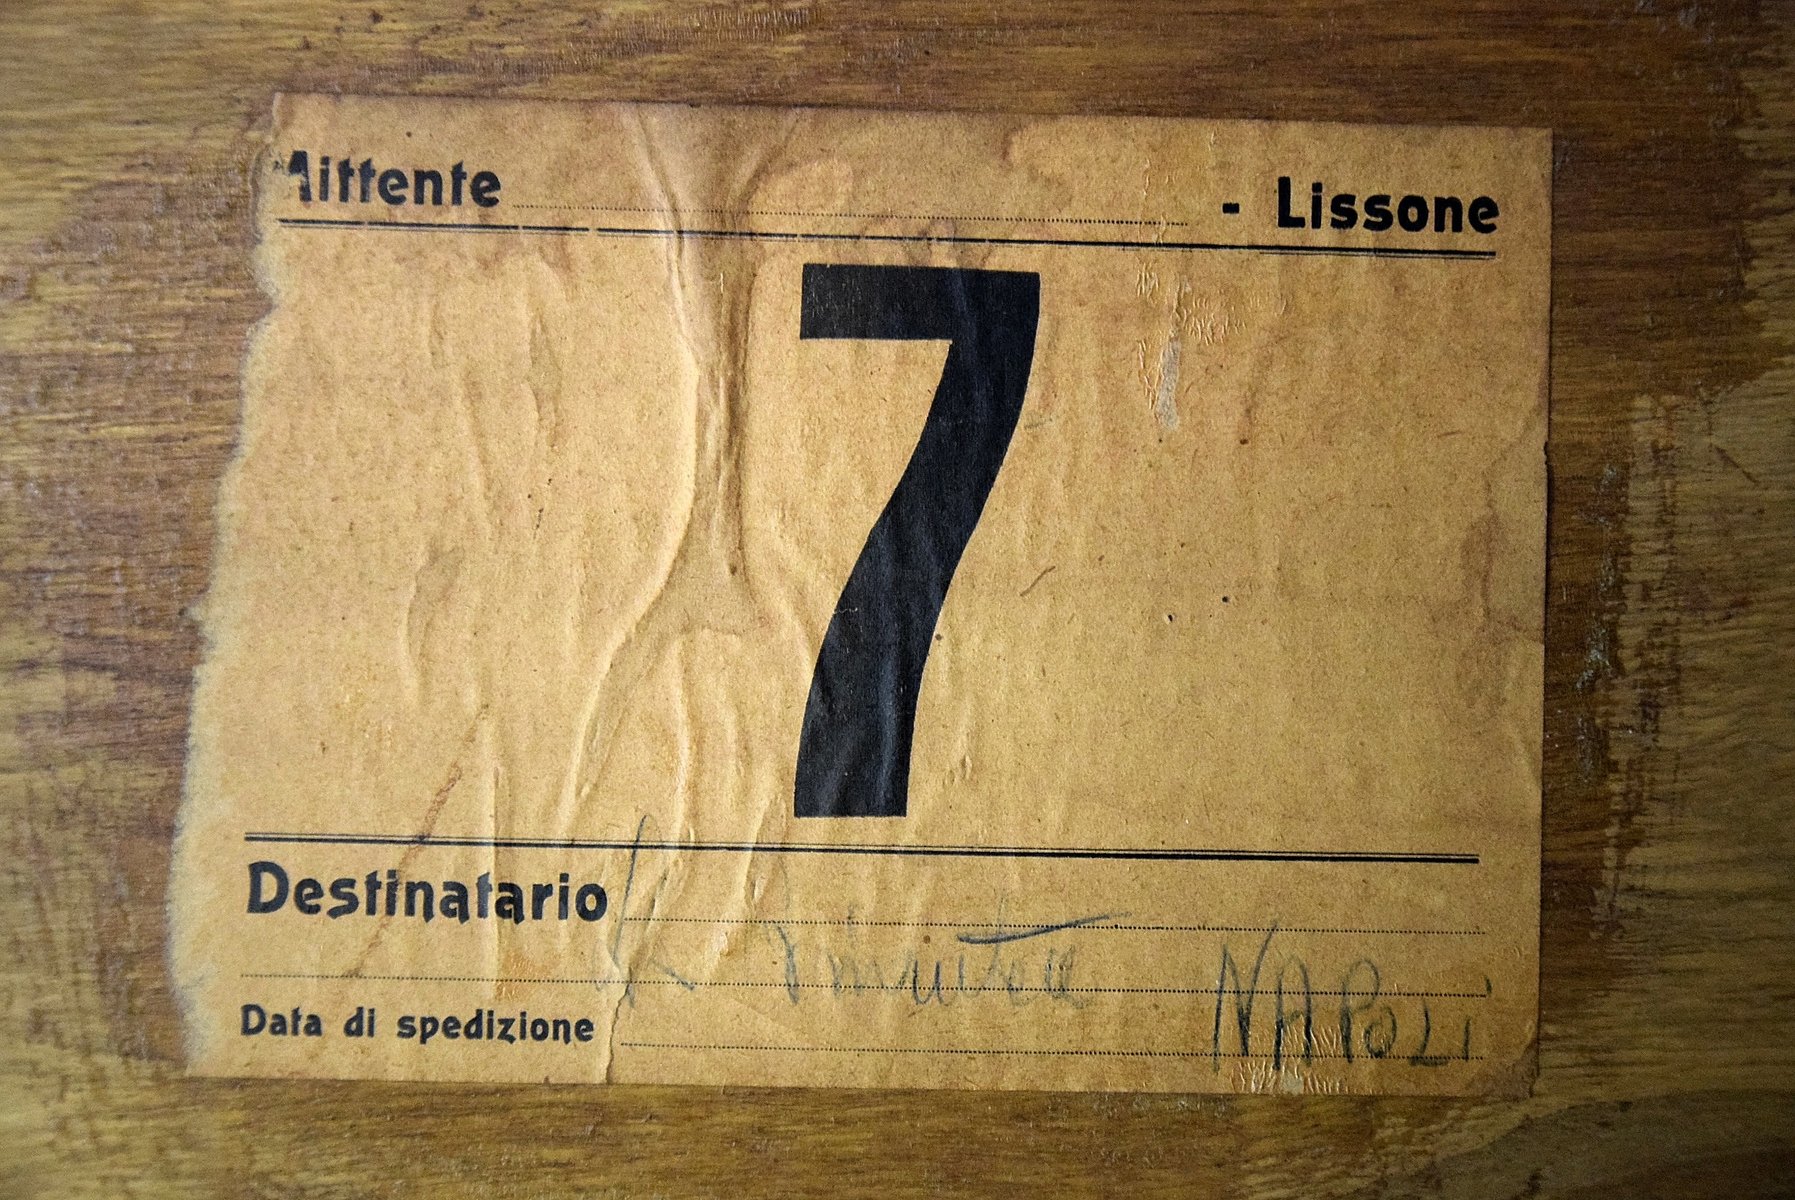 Mittente - Lissone
7
Destinatario
NAPOLI
Data di spedizione